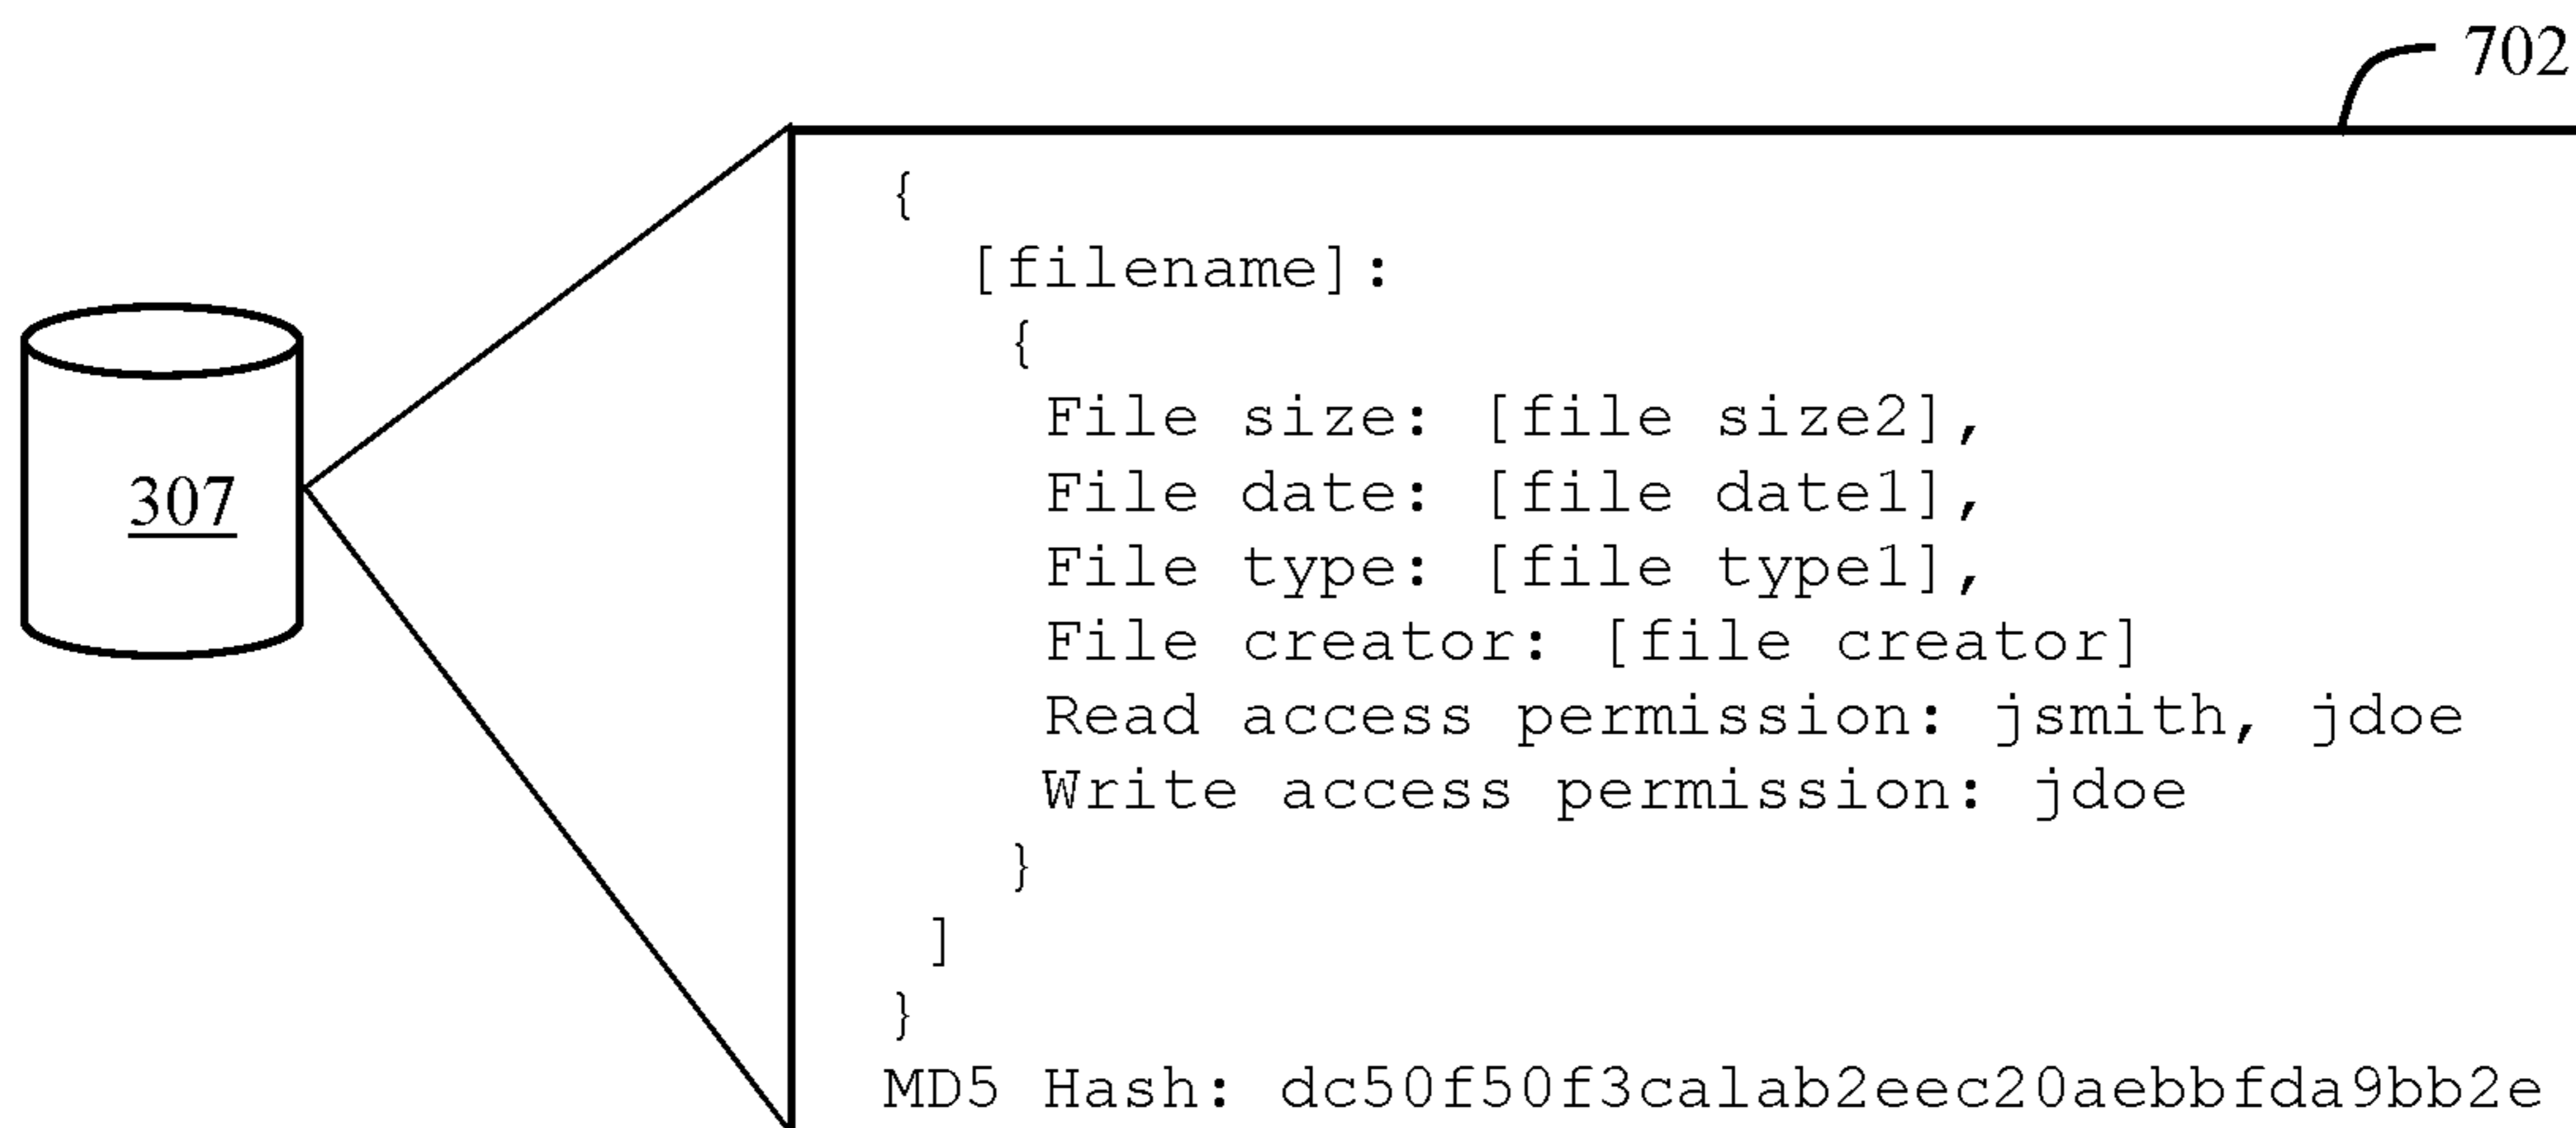 702
{
[filename]:
{
File size: [file size2],
File date: [file date1],
File type: [file type1],
File creator: [file creator]
Read access permission: jsmith, jdoe
Write access permission: jdoe
}
]
}
MD5 Hash: dc50f50f3calab2eec20aebbfda9bb2e
307